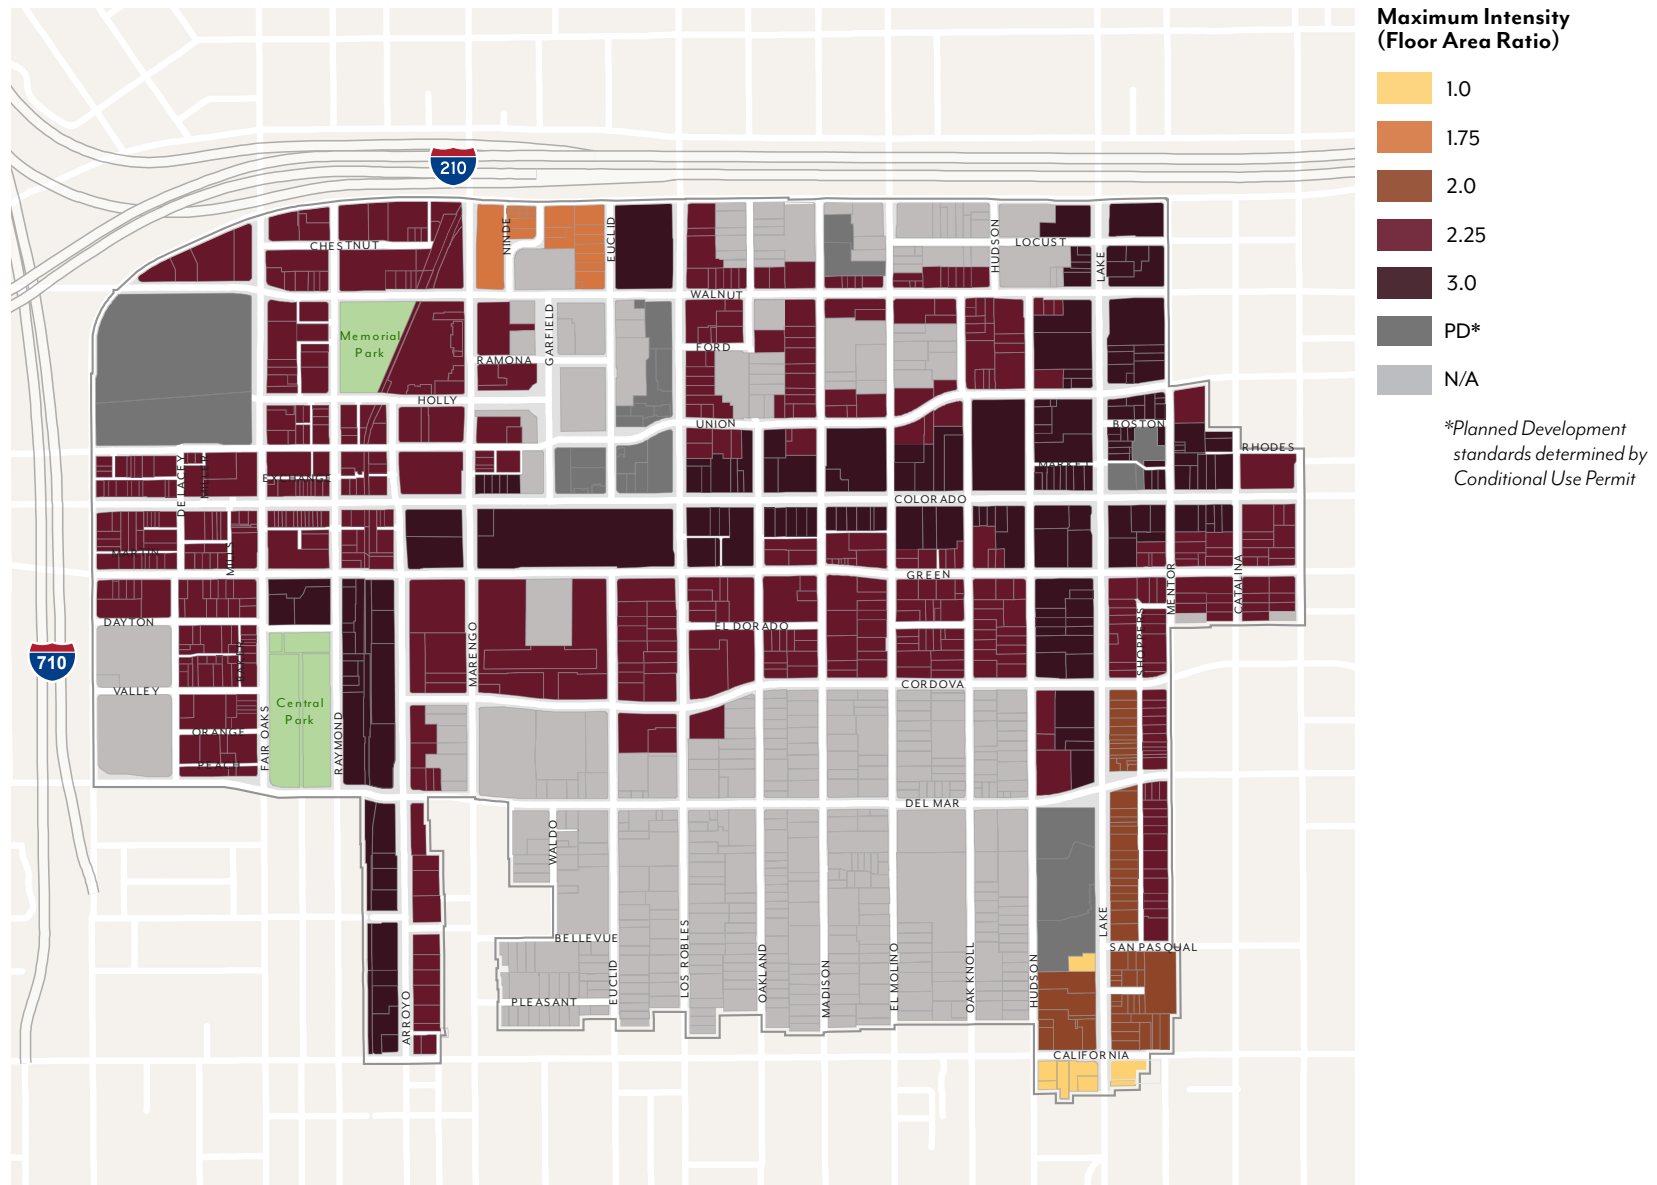 Maximum Intensity
(Floor Area Ratio)
1.0
1.75
2.0
2.25
3.0
PD*
N/A
*Planned Development
standards determined by
Conditional Use Permit
210
710
CHESTNUT
NINDE
EUCLID
HUDSON
LOCUST
LAKE
WALNUT
Memorial
Park
GARFIELD
FORD
RAMONA
HOLLY
UNION
BOSTON
RHODES
DE LACEY
MILLER
EXCHANGE
MARKET
COLORADO
MARTIN
MILLS
GREEN
MENTOR
CATALINA
DAYTON
EL DORADO
SHOPPERS
MARENGO
VALLEY
CORDOVA
Central
Park
FAIR OAKS
RAYMOND
ORANGE
PEACH
DEL MAR
WALDO
LAKE
BELLEVUE
SAN PASQUAL
EUCLID
LOS ROBLES
OAKLAND
MADISON
EL MOLINO
OAK KNOLL
HUDSON
PLEASANT
ARROYO
CALIFORNIA